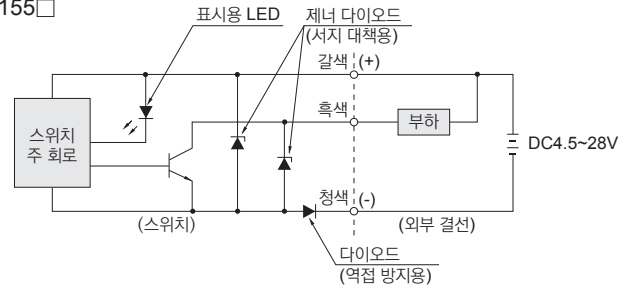 155□
표시용 LED
제너 다이오드
(서지 대책용)
갈색 (+)
흑색
부하
스위치
주 회로
DC4.5~28V
청색 (-)
(스위치)
(외부 결선)
다이오드
(역접 방지용)